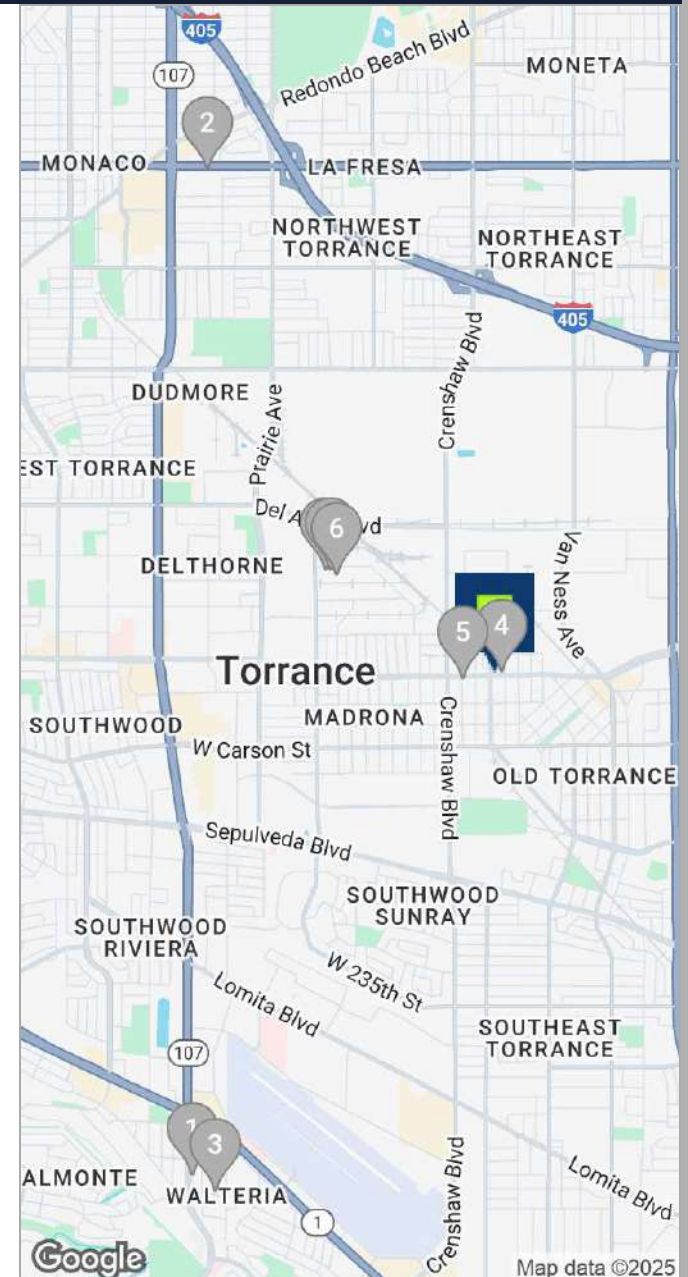 405
107
Redondo Beach Blvd
MONETA
2
MONACO
LA FRESA
NORTHWEST
TORRANCE
NORTHEAST
TORRANCE
405
Crenshaw Blvd
DUDMORE
Prairie Ave
EST TORRANCE
Del A
vd
6
Van Ness Ave
DELTHORNE
5
4
Torrance
SOUTHWOOD
MADRONA
Crenshaw Blvd
W Carson St
OLD TORRANCE
Sepulveda Blvd
SOUTHWOOD
SUNRAY
SOUTHWOOD
RIVIERA
W 235th St
Lomita Blvd
SOUTHEAST
TORRANCE
107
1
3
ALMONTE
WALTERIA
Lomita Blvd
Crenshaw Blvd
1
Google
Map data ©2025